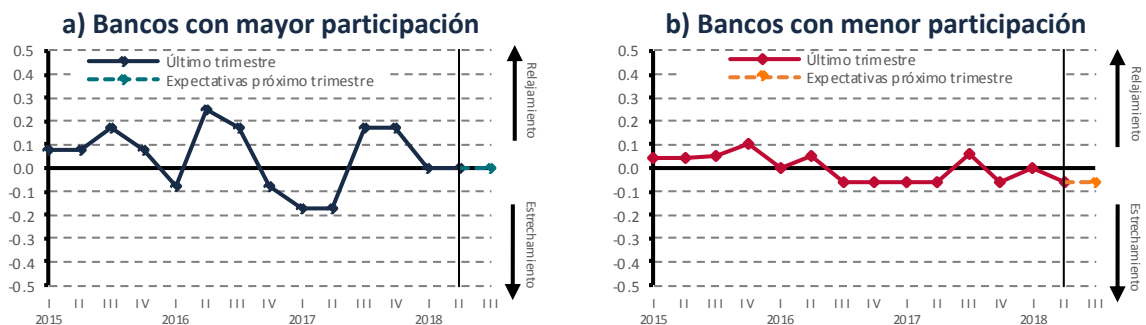 a) Bancos con mayor participación
0.5
0.4
0.3
0.2
0.1
0.0
-0.1
-0.2
-0.3
-0.4
-0.5
Último trimestre
Expectativas próximo trimestre
Relajamiento
Estrechamiento
I II III IV I II III IV I II III IV I II III
2015 2016 2017 2018
b) Bancos con menor participación
0.5
0.4
0.3
0.2
0.1
0.0
-0.1
-0.2
-0.3
-0.4
-0.5
Último trimestre
Expectativas próximo trimestre
Relajamiento
Estrechamiento
I II III IV I II III IV I II III IV I II III
2015 2016 2017 2018